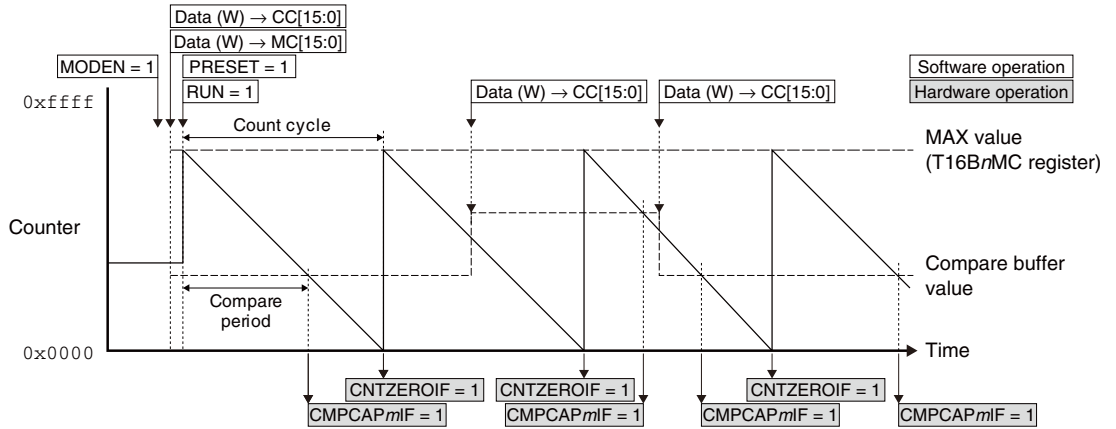 Data (W) → CC[15:0]
Data (W) → MC[15:0]
MODEN = 1
PRESET = 1
RUN = 1
Data (W) → CC[15:0]
Data (W) → CC[15:0]
Software operation
Hardware operation
0xffff
Count cycle
MAX value
(T16BnMC register)
Counter
Compare buffer
value
Compare
period
0x0000
Time
CNTZEROIF = 1
CNTZEROIF = 1
CNTZEROIF = 1
CMPCAPmIF = 1
CMPCAPmIF = 1
CMPCAPmIF = 1
CMPCAPmIF = 1